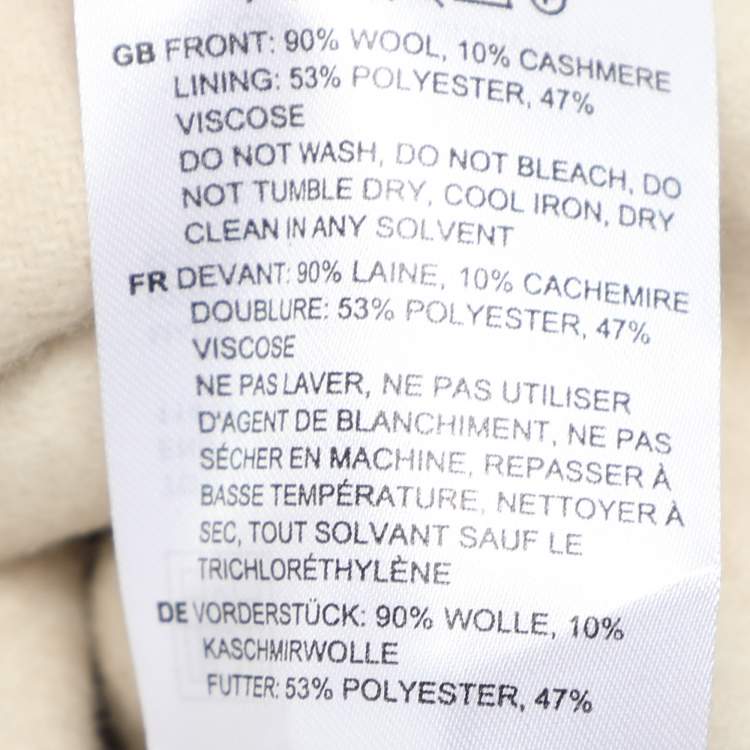 GB FRONT: 90% WOOL, 10% CASHMERE
LINING: 53% POLYESTER, 47%
VISCOSE
DO NOT WASH, DO NOT BLEACH, DO
NOT TUMBLE DRY, COOL IRON, DRY
CLEAN IN ANY SOLVENT
FR DEVANT: 90% LAINE, 10% CACHEMIRE
DOUBLURE: 53% POLYESTER, 47%
VISCOSE
NE PAS LAVER, NE PAS UTILISER
D'AGENT DE BLANCHIMENT, NE PAS
SÉCHER EN MACHINE, REPASSER À
BASSE TEMPÉRATURE, NETTOYER À
SEC, TOUT SOLVANT SAUF LE
TRICHLORÉTHYLÈNE
DE VORDERSTÜCK: 90% WOLLE, 10%
KASCHMIRWOLLE
FUTTER: 53% POLYESTER, 47%